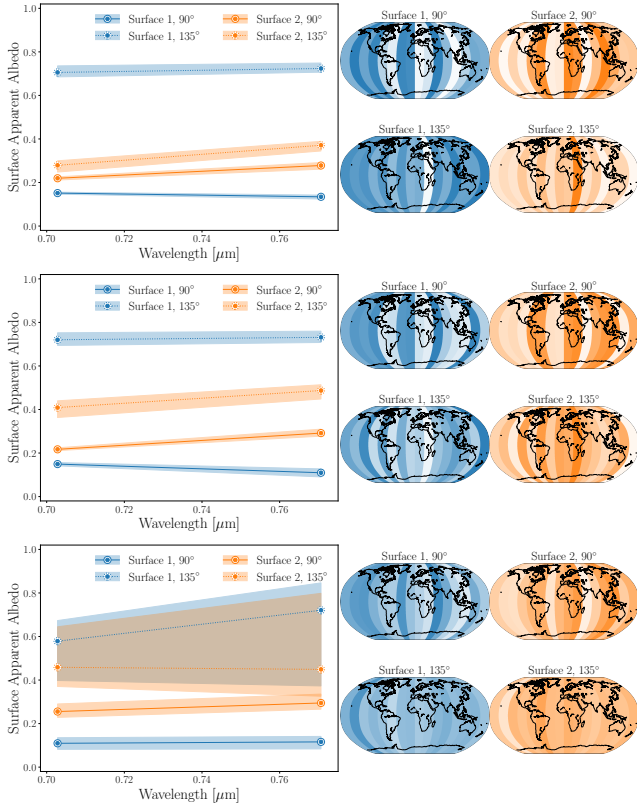 Surface 1, 90° Surface 2, 90°
Surface 1, 135° Surface 2, 135°
1.0
0.8
0.6
0.4
0.2
0.0
Surface Apparent Albedo
0.70 0.72 0.74 0.76
Wavelength [μm]
Surface 1, 90° Surface 2, 90°
Surface 1, 135° Surface 2, 135°
Surface 1, 90° Surface 2, 90°
Surface 1, 135° Surface 2, 135°
1.0
0.8
0.6
0.4
0.2
0.0
Surface Apparent Albedo
0.70 0.72 0.74 0.76
Wavelength [μm]
Surface 1, 90° Surface 2, 90°
Surface 1, 135° Surface 2, 135°
Surface 1, 90° Surface 2, 90°
Surface 1, 135° Surface 2, 135°
1.0
0.8
0.6
0.4
0.2
0.0
Surface Apparent Albedo
0.70 0.72 0.74 0.76
Wavelength [μm]
Surface 1, 90° Surface 2, 90°
Surface 1, 135° Surface 2, 135°